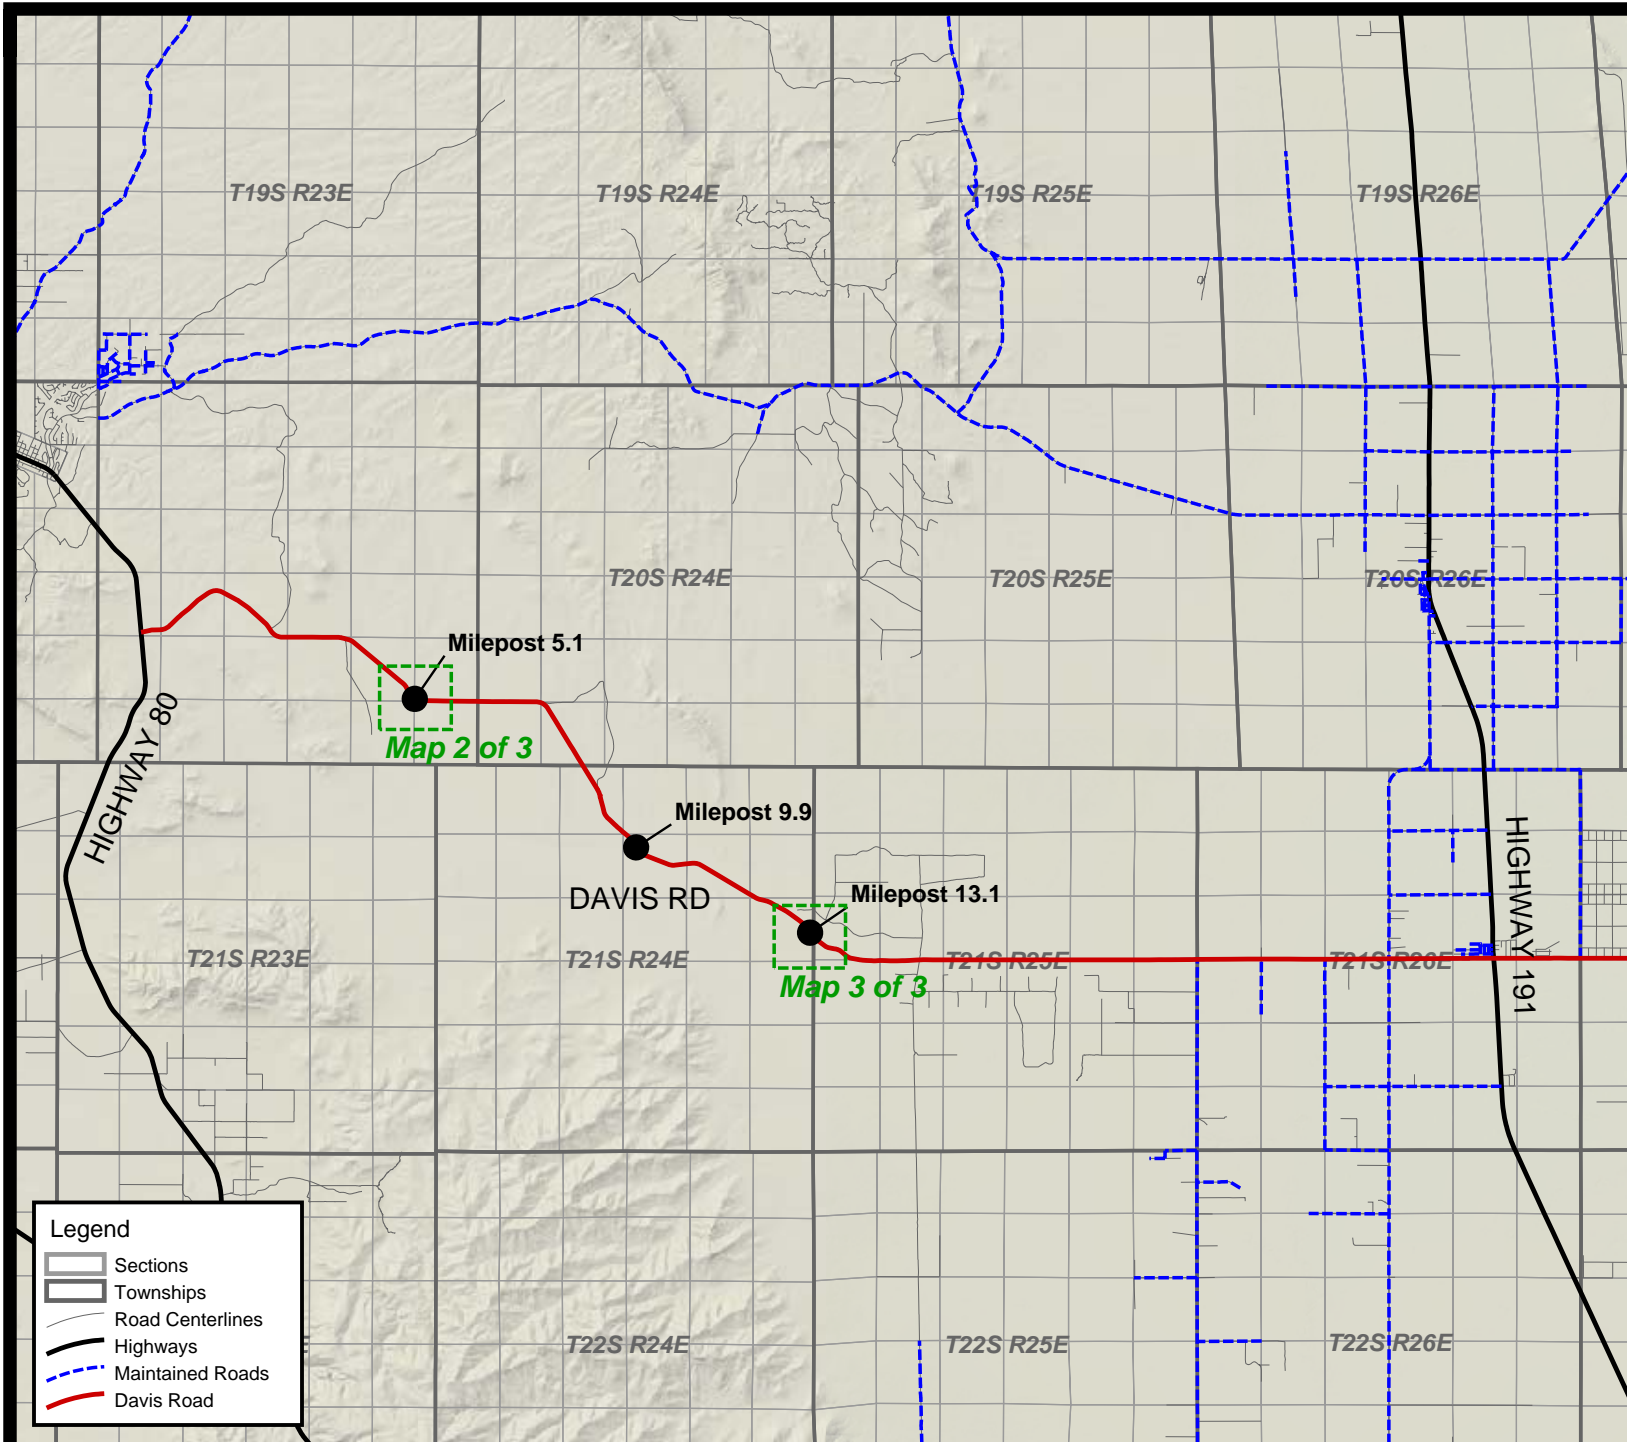 T19S R23E
T19S R24E
T19S R25E
T19S R26E
T20S R24E
T20S R25E
T20S R26E
Milepost 5.1
Map 2 of 3
HIGHWAY 80
Milepost 9.9
DAVIS RD
Milepost 13.1
Map 3 of 3
HIGHWAY 191
T21S R23E
T21S R24E
T21S R25E
T21S R26E
T22S R24E
T22S R25E
T22S R26E
Legend
Sections
Townships
Road Centerlines
Highways
Maintained Roads
Davis Road